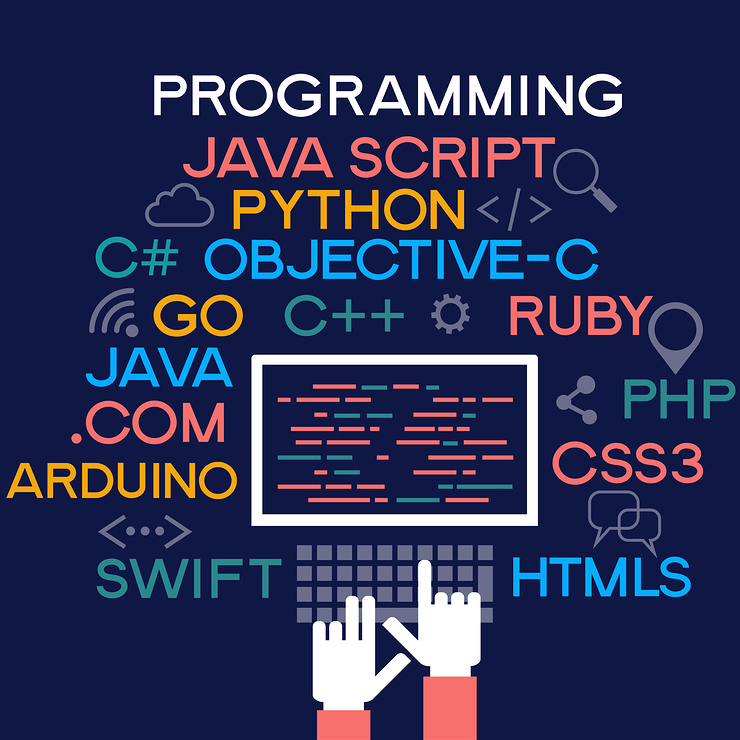 PROGRAMMING
JAVA SCRIPT
PYTHON </>
C# OBJECTIVE-C
GO C++ RUBY
JAVA
PHP
.COM
CSS3
ARDUINO
SWIFT
HTMLS